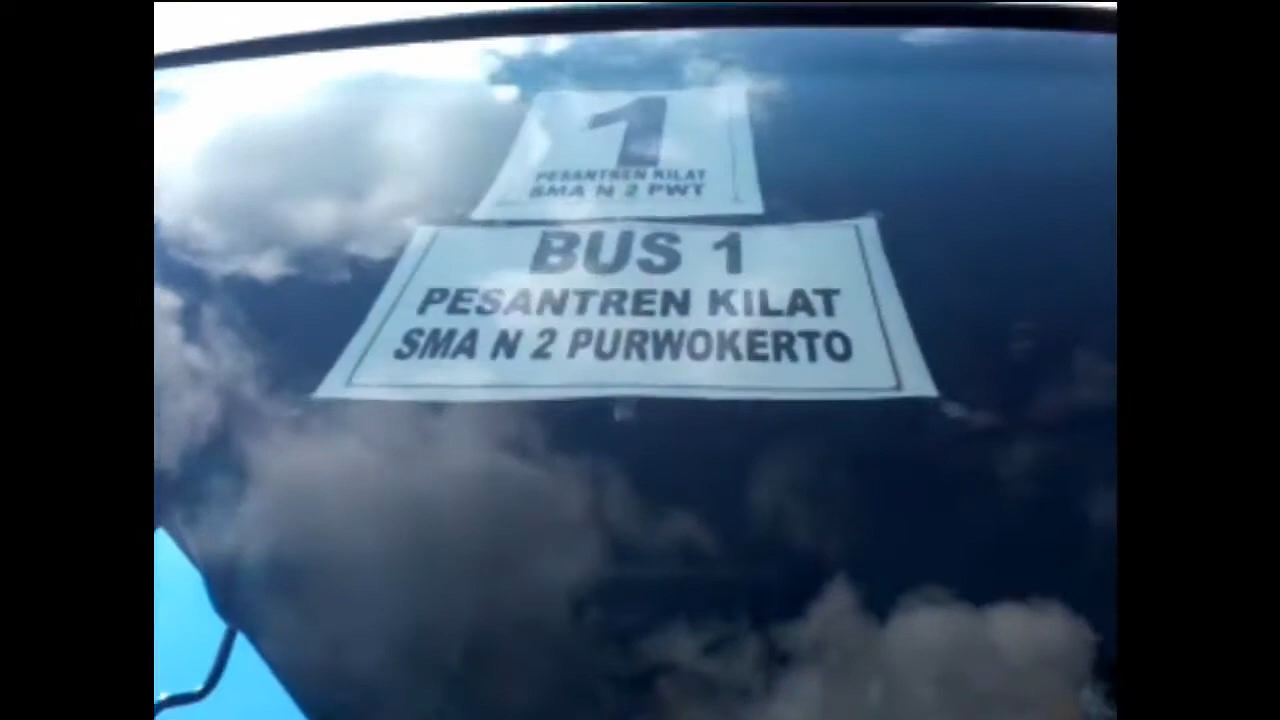 1
PESANTREN KILAT
SMA N 2 PWT
BUS 1
PESANTREN KILAT
SMA N 2 PURWOKERTO